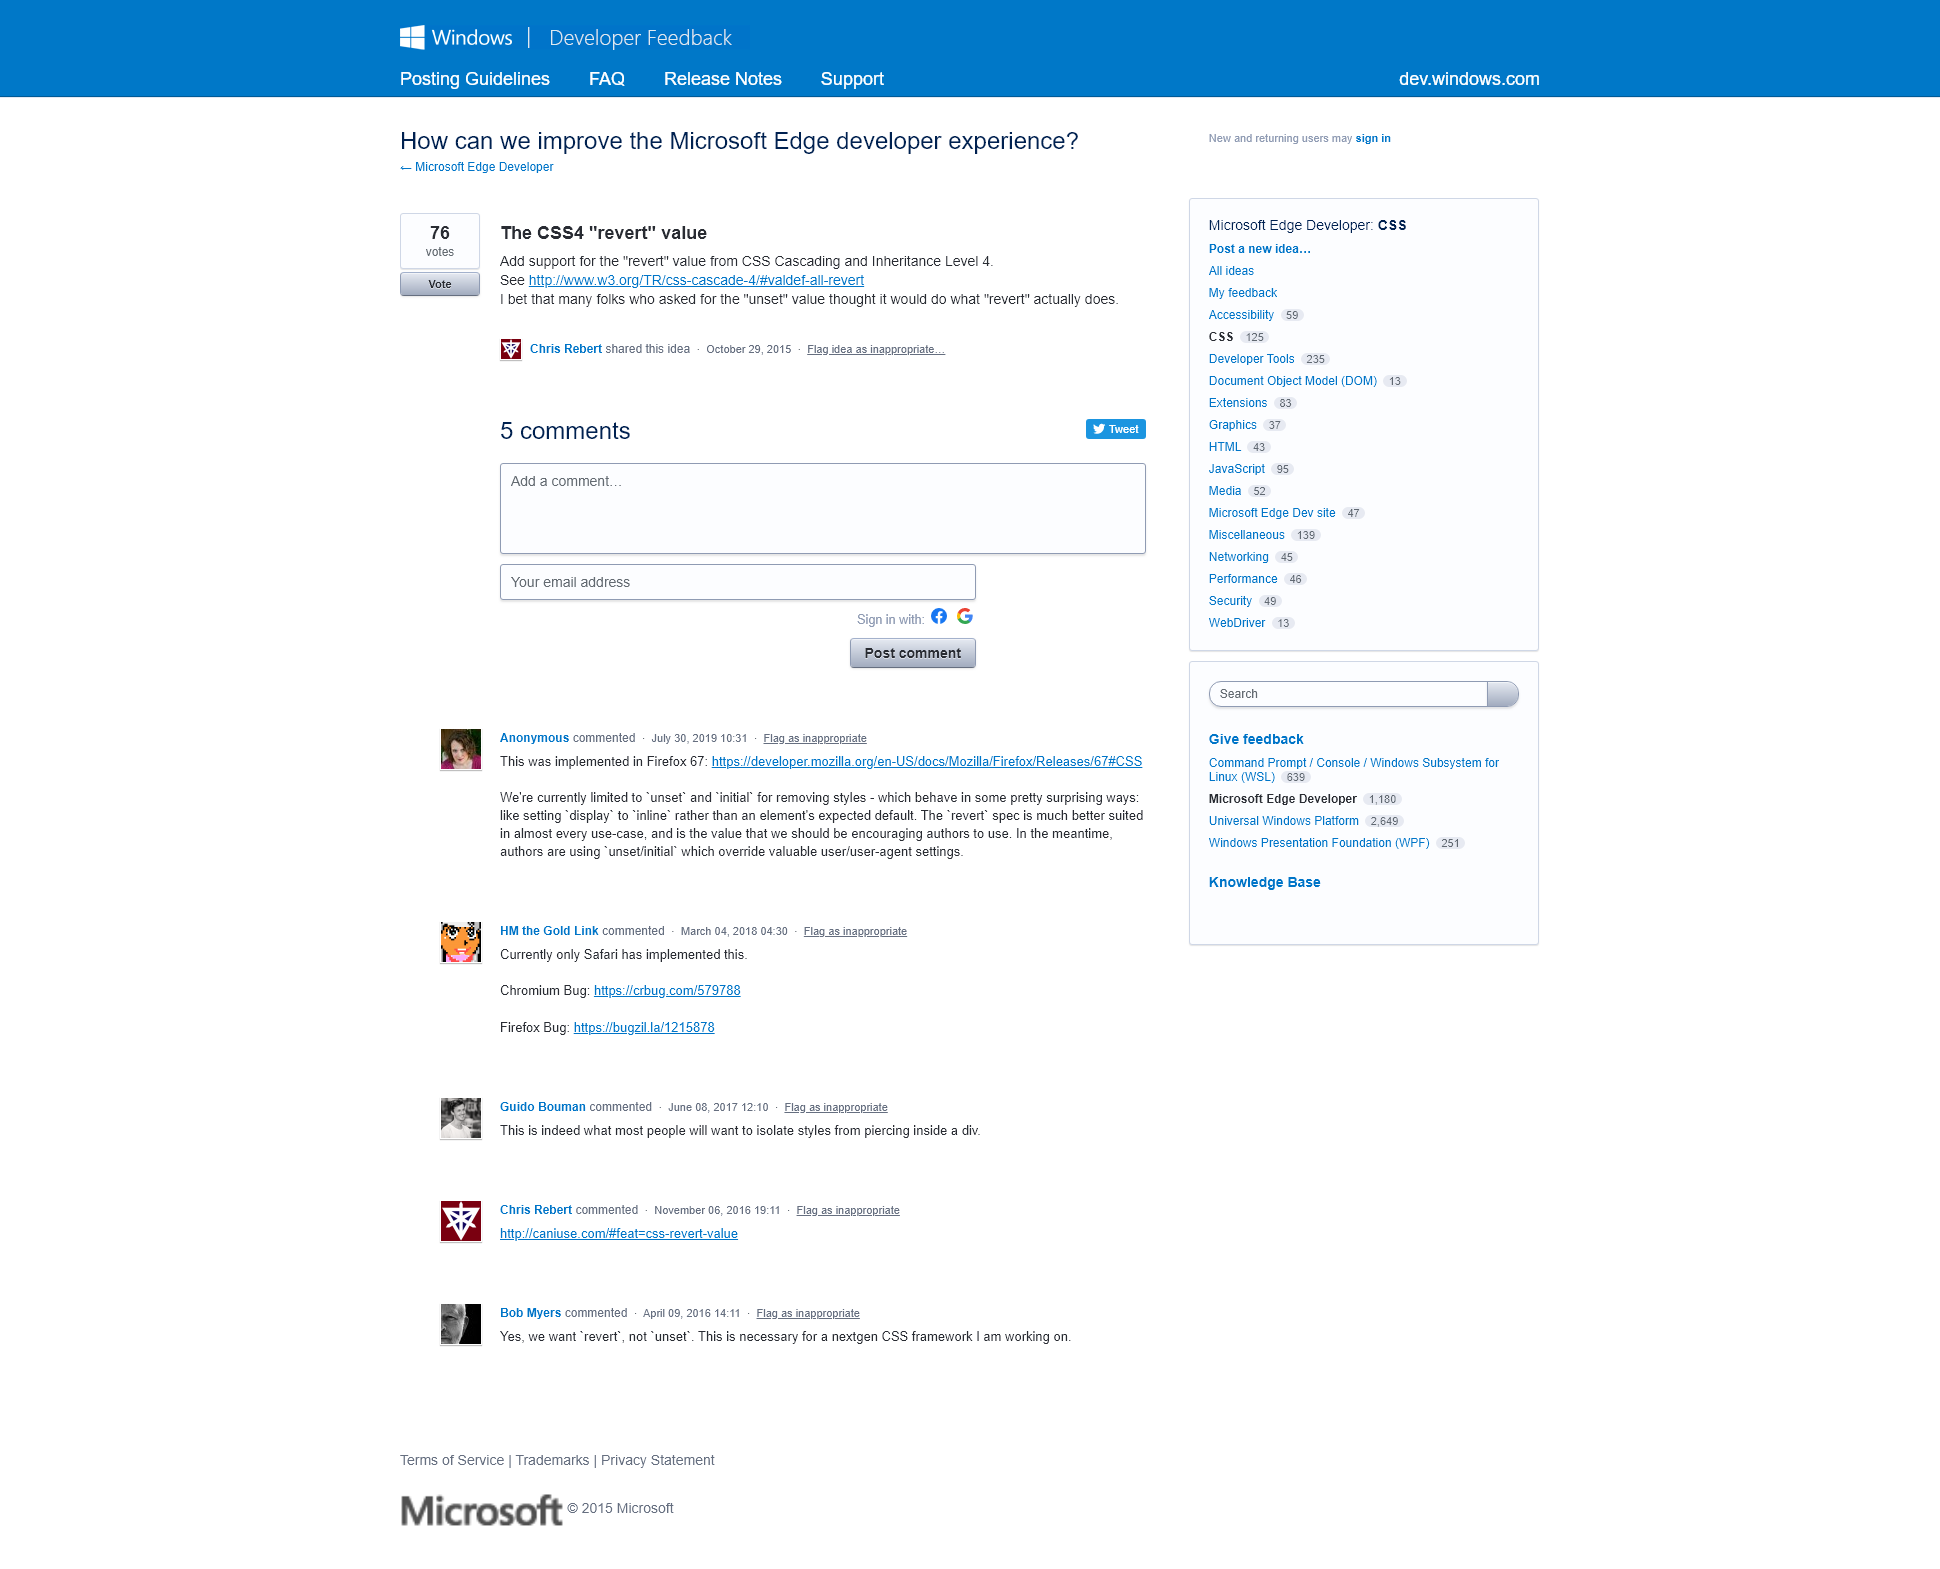 Windows | Developer Feedback
Posting Guidelines FAQ Release Notes Support dev.windows.com
How can we improve the Microsoft Edge developer experience?
← Microsoft Edge Developer
New and returning users may sign in
76
votes
Vote
The CSS4 "revert" value
Add support for the "revert" value from CSS Cascading and Inheritance Level 4.
See http://www.w3.org/TR/css-cascade-4/#valdef-all-revert
I bet that many folks who asked for the "unset" value thought it would do what "revert" actually does.
Chris Rebert shared this idea · October 29, 2015 · Flag idea as inappropriate…
5 comments
Tweet
Add a comment…
Your email address
Sign in with:
Post comment
Anonymous commented · July 30, 2019 10:31 · Flag as inappropriate
This was implemented in Firefox 67: https://developer.mozilla.org/en-US/docs/Mozilla/Firefox/Releases/67#CSS
We're currently limited to `unset` and `initial` for removing styles - which behave in some pretty surprising ways:
like setting `display` to `inline` rather than an element's expected default. The `revert` spec is much better suited
in almost every use-case, and is the value that we should be encouraging authors to use. In the meantime,
authors are using `unset/initial` which override valuable user/user-agent settings.
HM the Gold Link commented · March 04, 2018 04:30 · Flag as inappropriate
Currently only Safari has implemented this.
Chromium Bug: https://crbug.com/579788
Firefox Bug: https://bugzil.la/1215878
Guido Bouman commented · June 08, 2017 12:10 · Flag as inappropriate
This is indeed what most people will want to isolate styles from piercing inside a div.
Chris Rebert commented · November 06, 2016 19:11 · Flag as inappropriate
http://caniuse.com/#feat=css-revert-value
Bob Myers commented · April 09, 2016 14:11 · Flag as inappropriate
Yes, we want `revert`, not `unset`. This is necessary for a nextgen CSS framework I am working on.
Microsoft Edge Developer: CSS
Post a new idea…
All ideas
My feedback
Accessibility 59
CSS 125
Developer Tools 235
Document Object Model (DOM) 13
Extensions 83
Graphics 37
HTML 43
JavaScript 95
Media 52
Microsoft Edge Dev site 47
Miscellaneous 139
Networking 45
Performance 46
Security 49
WebDriver 13
Search
Give feedback
Command Prompt / Console / Windows Subsystem for
Linux (WSL) 639
Microsoft Edge Developer 1,180
Universal Windows Platform 2,649
Windows Presentation Foundation (WPF) 251
Knowledge Base
Terms of Service | Trademarks | Privacy Statement
Microsoft © 2015 Microsoft